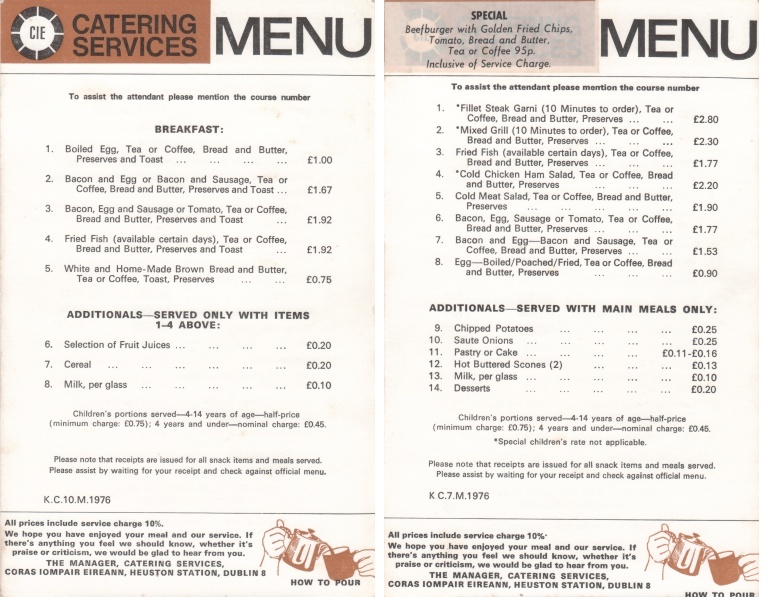 CIE
CATERING
SERVICES
MENU
To assist the attendant please mention the course number
BREAKFAST:
1. Boiled Egg, Tea or Coffee, Bread and Butter,
Preserves and Toast ... ... ... ... £1.00
2. Bacon and Egg or Bacon and Sausage, Tea or
Coffee, Bread and Butter, Preserves and Toast ... £1.67
3. Bacon, Egg and Sausage or Tomato, Tea or Coffee,
Bread and Butter, Preserves and Toast ... £1.92
4. Fried Fish (available certain days), Tea or Coffee,
Bread and Butter, Preserves and Toast ... £1.92
5. White and Home-Made Brown Bread and Butter,
Tea or Coffee, Toast, Preserves ... ... £0.75
ADDITIONALS—SERVED ONLY WITH ITEMS
1-4 ABOVE:
6. Selection of Fruit Juices ... ... ... ... £0.20
7. Cereal ... ... ... ... ... £0.20
8. Milk, per glass ... ... ... ... ... £0.10
Children's portions served—4-14 years of age—half-price
(minimum charge: £0.75); 4 years and under—nominal charge: £0.45.
Please note that receipts are issued for all snack items and meals served.
Please assist by waiting for your receipt and check against official menu.
K.C.10.M.1976
All prices include service charge 10%.
We hope you have enjoyed your meal and our service. If
there's anything you feel we should know, whether it's
praise or criticism, we would be glad to hear from you.
THE MANAGER, CATERING SERVICES,
CORAS IOMPAIR EIREANN, HEUSTON STATION, DUBLIN 8
HOW TO POUR
SPECIAL
Beefburger with Golden Fried Chips,
Tomato, Bread and Butter,
Tea or Coffee 95p.
Inclusive of Service Charge.
MENU
To assist the attendant please mention the course number
1. *Fillet Steak Garni (10 Minutes to order), Tea or
Coffee, Bread and Butter, Preserves ... ... £2.80
2. *Mixed Grill (10 Minutes to order), Tea or Coffee,
Bread and Butter, Preserves ... ... ... £2.30
3. Fried Fish (available certain days), Tea or Coffee,
Bread and Butter, Preserves ... ... ... £1.77
4. *Cold Chicken Ham Salad, Tea or Coffee, Bread
and Butter, Preserves ... ... ... £2.20
5. Cold Meat Salad, Tea or Coffee, Bread and Butter,
Preserves ... ... ... ... ... £1.90
6. Bacon, Egg, Sausage or Tomato, Tea or Coffee,
Bread and Butter, Preserves ... ... ... £1.77
7. Bacon and Egg—Bacon and Sausage, Tea or
Coffee, Bread and Butter, Preserves ... ... £1.53
8. Egg—Boiled/Poached/Fried, Tea or Coffee, Bread
and Butter, Preserves ... ... ... £0.90
ADDITIONALS—SERVED WITH MAIN MEALS ONLY:
9. Chipped Potatoes ... ... ... ... £0.25
10. Saute Onions ... ... ... ... £0.25
11. Pastry or Cake ... ... ... £0.11-£0.16
12. Hot Buttered Scones (2) ... ... ... £0.13
13. Milk, per glass ... ... ... ... ... £0.10
14. Desserts ... ... ... ... £0.20
Children's portions served—4-14 years of age—half-price
(minimum charge: £0.75); 4 years and under—nominal charge: £0.45.
*Special children's rate not applicable.
Please note that receipts are issued for all snack items and meals served.
Please assist by waiting for your receipt and check against official menu.
K C.7.M.1976
All prices include service charge 10%·
We hope you have enjoyed your meal and our service. If
there's anything you feel we should know, whether it's
praise or criticism, we would be glad to hear from you.
THE MANAGER, CATERING SERVICES,
CORAS IOMPAIR EIREANN, HEUSTON STATION, DUBLIN 8
HOW TO POUR